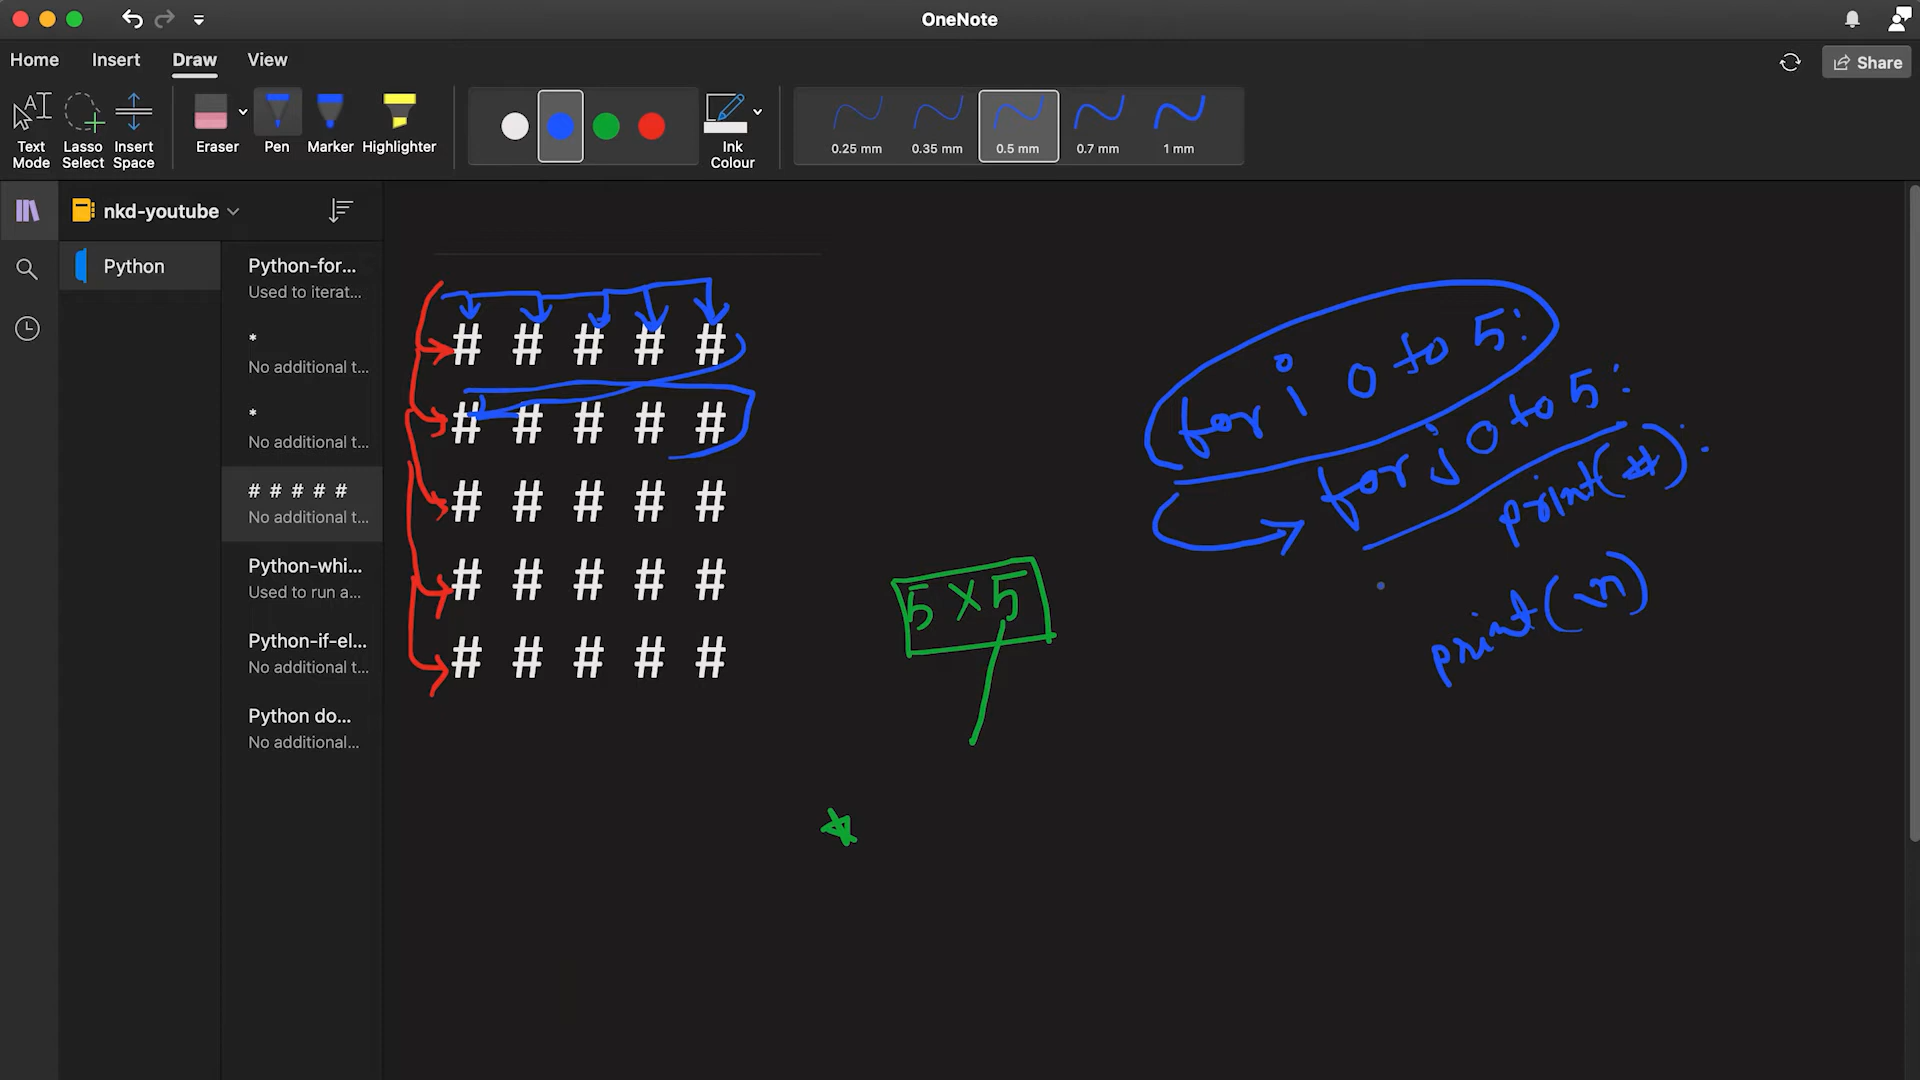 OneNote
Home Insert Draw View
Share
Text Mode
Lasso Select
Insert Space
Eraser
Pen
Marker
Highlighter
Ink Colour
0.25 mm
0.35 mm
0.5 mm
0.7 mm
1 mm
nkd-youtube
Python
Python-for...
Used to iterat...
*
No additional t...
*
No additional t...
# # # # #
No additional t...
Python-whi...
Used to run a...
Python-if-el...
No additional t...
Python do...
No additional...
# # # # #
# # # # #
# # # # #
# # # # #
# # # # #
5 x 5
for i 0 to 5:
for j 0 to 5:
print(#)
print(\n)